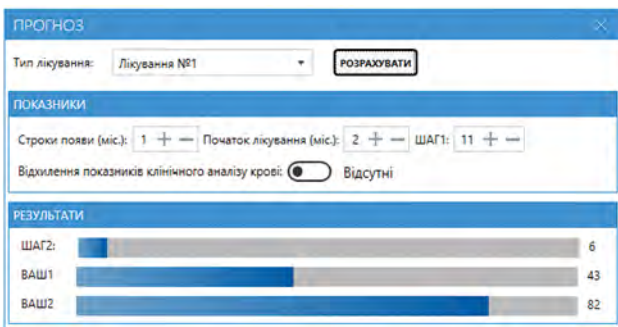 ПРОГНОЗ
Тип лікування: Лікування №1 РОЗРАХУВАТИ
ПОКАЗНИКИ
Строки появи (міс.): 1 + — Початок лікування (міс.): 2 + — ШАГ1: 11 + —
Відхилення показників клінічного аналізу крові: Відсутні
РЕЗУЛЬТАТИ
ШАГ2: 6
ВАШ1 43
ВАШ2 82